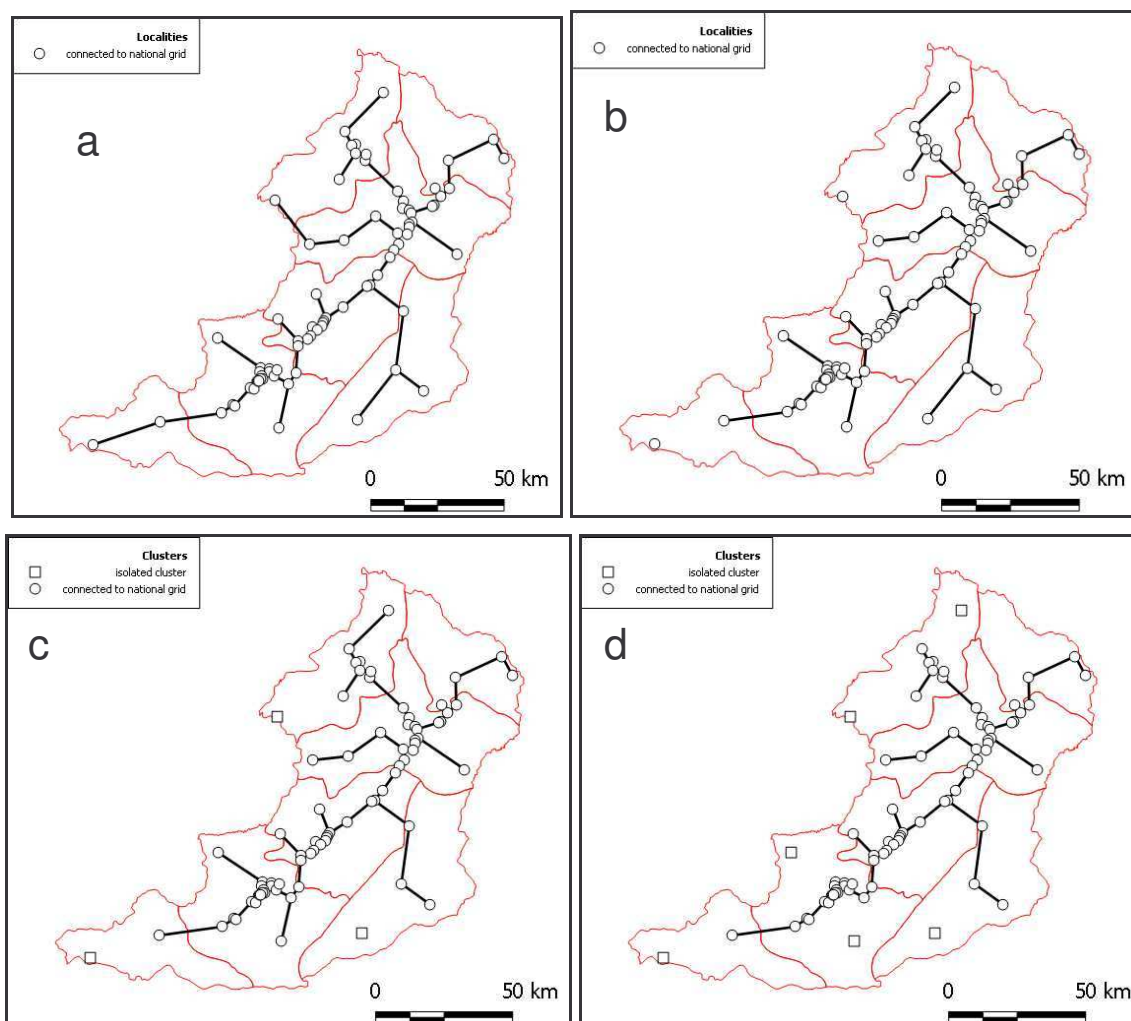 Localities
connected to national grid
a
0 50 km
Localities
connected to national grid
b
0 50 km
Clusters
isolated cluster
connected to national grid
c
0 50 km
Clusters
isolated cluster
connected to national grid
d
0 50 km